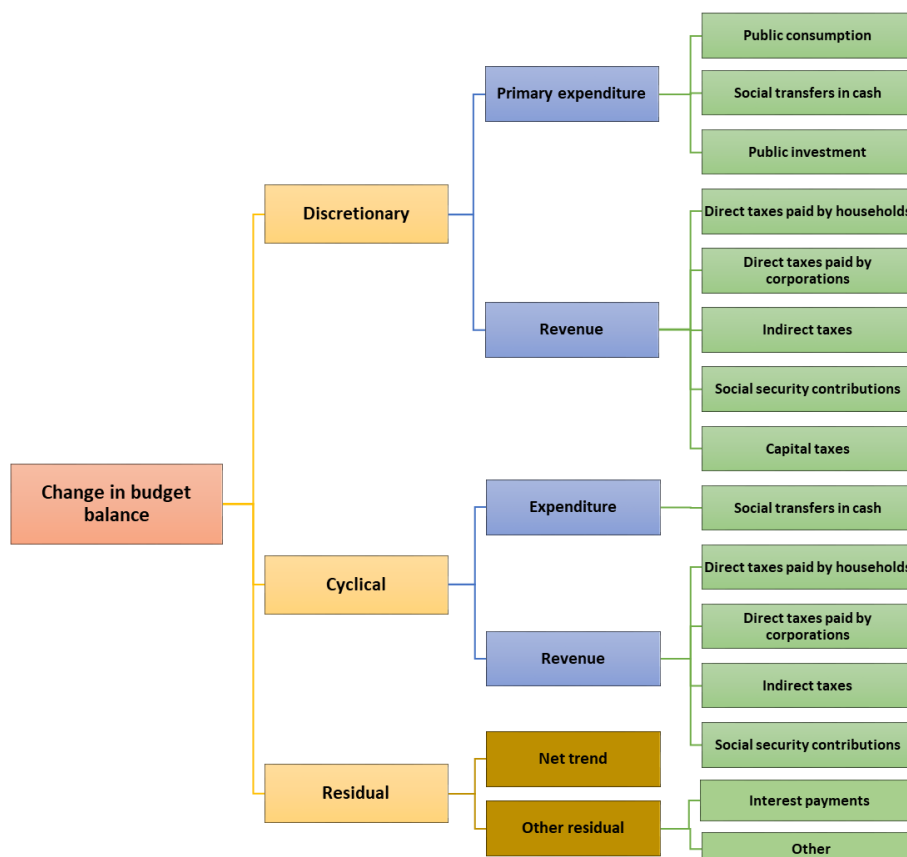 Change in budget
balance
Discretionary
Primary expenditure
Public consumption
Social transfers in cash
Public investment
Revenue
Direct taxes paid by households
Direct taxes paid by
corporations
Indirect taxes
Social security contributions
Capital taxes
Cyclical
Expenditure
Social transfers in cash
Revenue
Direct taxes paid by households
Direct taxes paid by
corporations
Indirect taxes
Social security contributions
Residual
Net trend
Other residual
Interest payments
Other